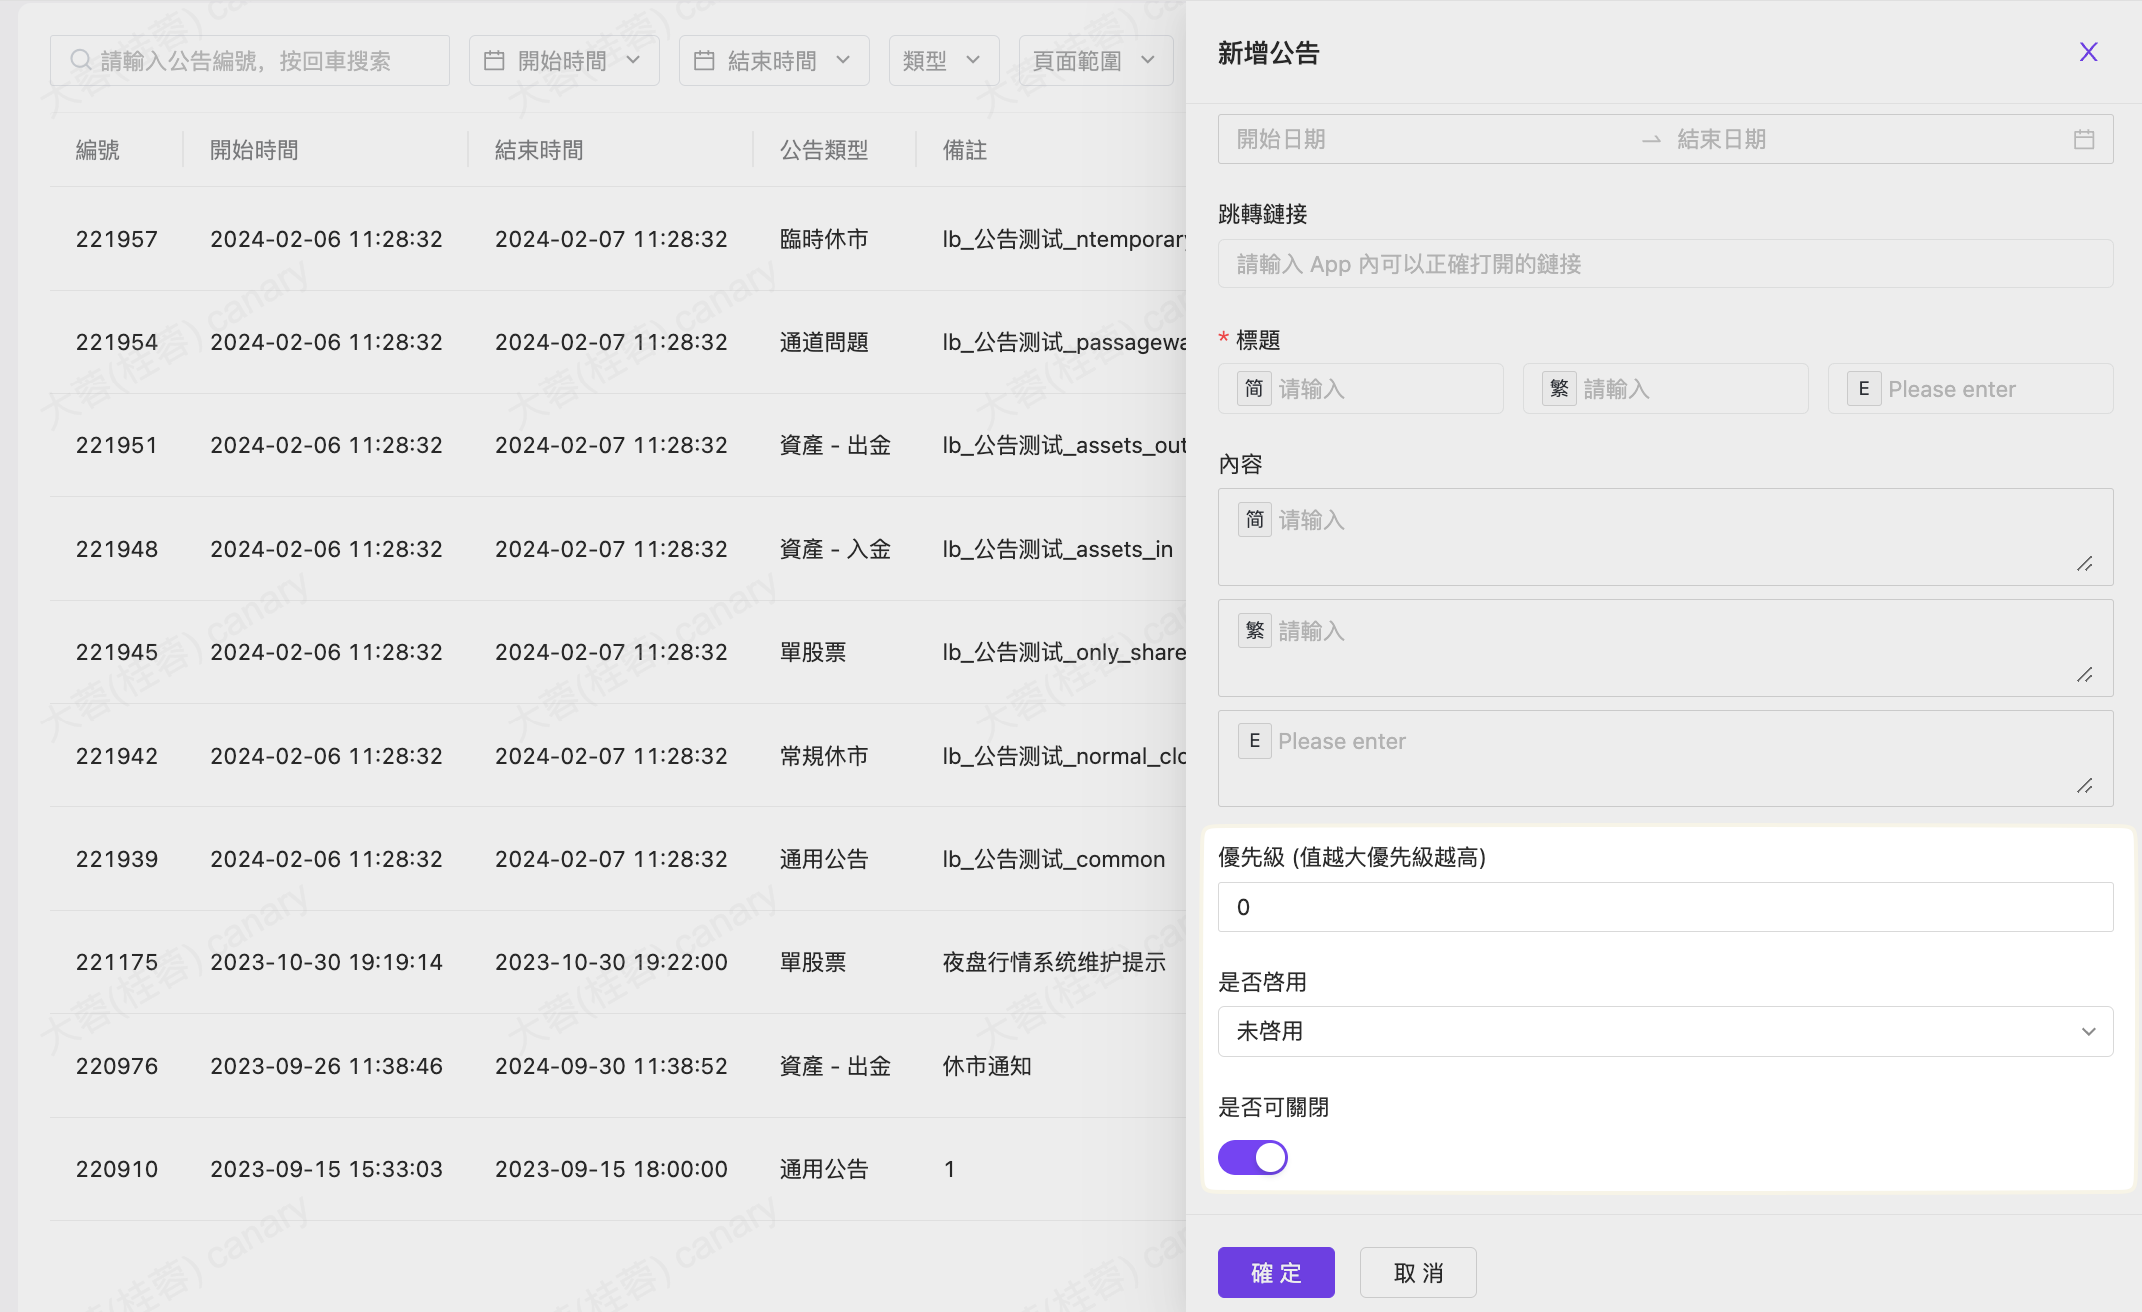 請輸入公告編號，按回車搜索
開始時間
結束時間
類型
頁面範圍
編號 開始時間 結束時間 公告類型 備註
221957 2024-02-06 11:28:32 2024-02-07 11:28:32 臨時休市 lb_公告测试_ntemporary
221954 2024-02-06 11:28:32 2024-02-07 11:28:32 通道問題 lb_公告测试_passagewa
221951 2024-02-06 11:28:32 2024-02-07 11:28:32 資產 - 出金 lb_公告测试_assets_out
221948 2024-02-06 11:28:32 2024-02-07 11:28:32 資產 - 入金 lb_公告测试_assets_in
221945 2024-02-06 11:28:32 2024-02-07 11:28:32 單股票 lb_公告测试_only_share
221942 2024-02-06 11:28:32 2024-02-07 11:28:32 常規休市 lb_公告测试_normal_clo
221939 2024-02-06 11:28:32 2024-02-07 11:28:32 通用公告 lb_公告测试_common
221175 2023-10-30 19:19:14 2023-10-30 19:22:00 單股票 夜盘行情系统维护提示
220976 2023-09-26 11:38:46 2024-09-30 11:38:52 資產 - 出金 休市通知
220910 2023-09-15 15:33:03 2023-09-15 18:00:00 通用公告 1
大蓉(桂蓉) canary
新增公告
開始日期 → 結束日期
跳轉鏈接
請輸入 App 內可以正確打開的鏈接
* 標題
简 请输入
繁 請輸入
E Please enter
內容
简 请输入
繁 請輸入
E Please enter
優先級 (值越大優先級越高)
0
是否啓用
未啓用
是否可關閉
確 定
取 消